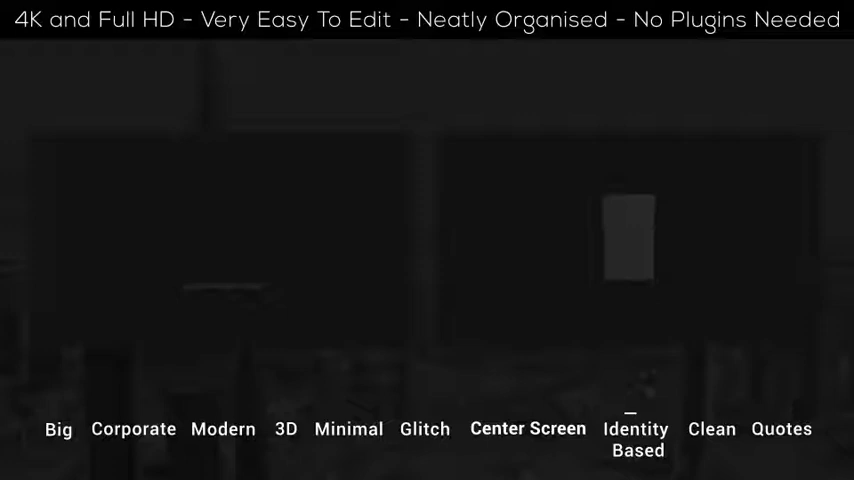 4K and Full HD - Very Easy To Edit - Neatly Organised - No Plugins Needed
Big Corporate Modern 3D Minimal Glitch Center Screen Identity Based Clean Quotes